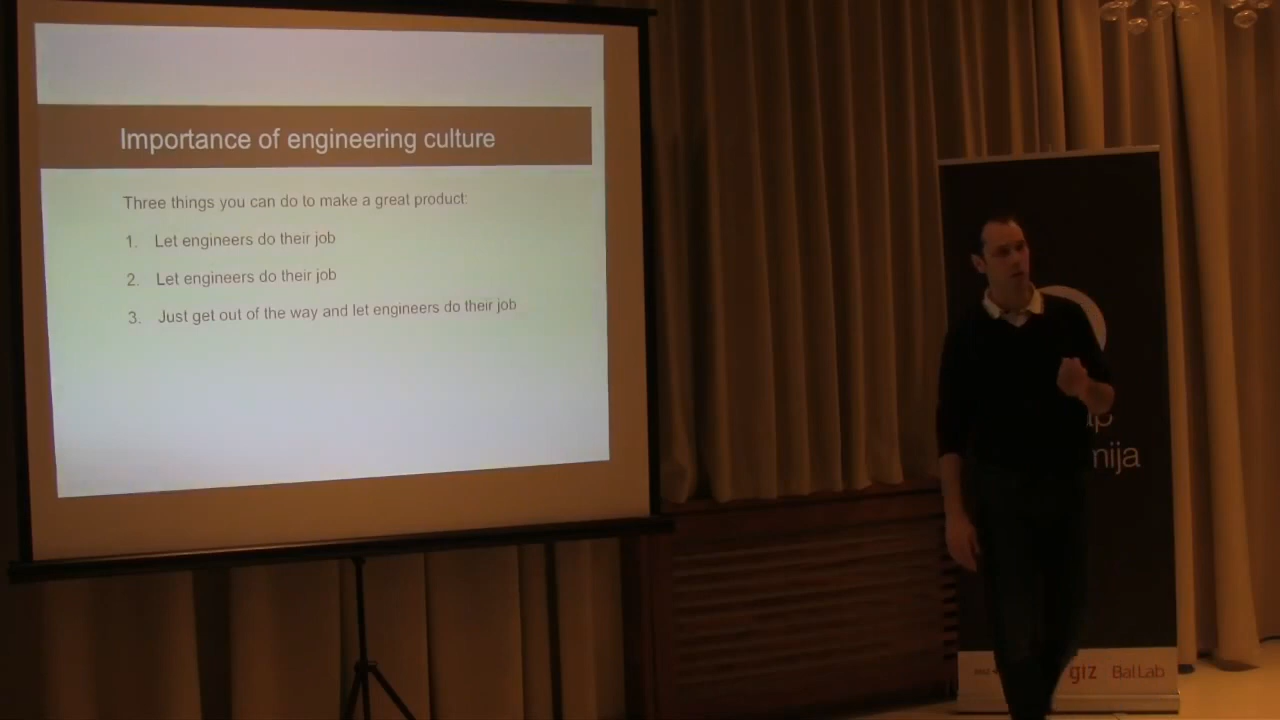 Importance of engineering culture
Three things you can do to make a great product:
1. Let engineers do their job
2. Let engineers do their job
3. Just get out of the way and let engineers do their job
giz BalLab